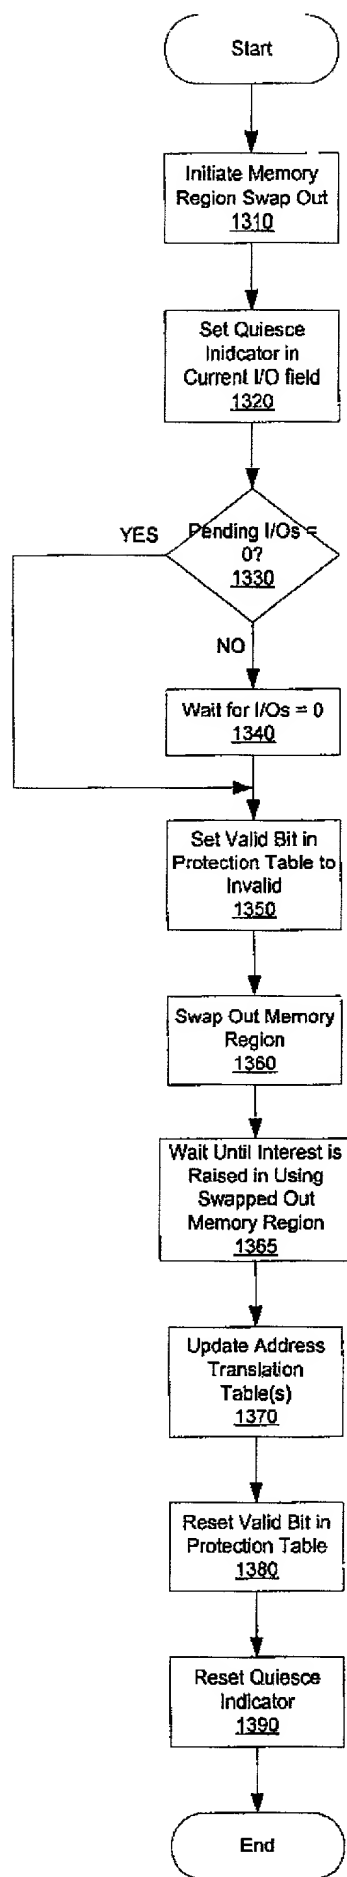 Start
Initiate Memory
Region Swap Out
1310
Set Quiesce
Inidcator in
Current I/O field
1320
YES
Pending I/Os =
0?
1330
NO
Wait for I/Os = 0
1340
Set Valid Bit in
Protection Table to
Invalid
1350
Swap Out Memory
Region
1360
Wait Until Interest is
Raised in Using
Swapped Out
Memory Region
1365
Update Address
Translation
Table(s)
1370
Reset Valid Bit in
Protection Table
1380
Reset Quiesce
Indicator
1390
End